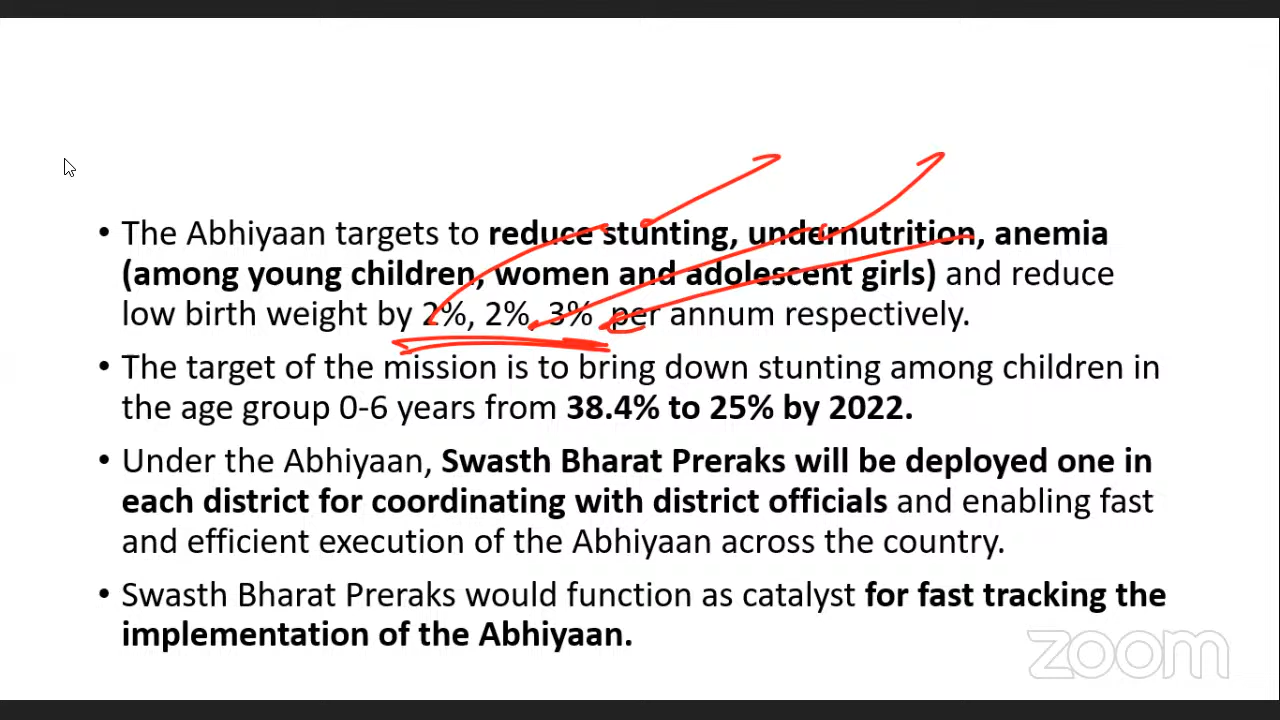 • The Abhiyaan targets to reduce stunting, undernutrition, anemia
(among young children, women and adolescent girls) and reduce
low birth weight by 2%, 2%, 3% per annum respectively.
• The target of the mission is to bring down stunting among children in
the age group 0-6 years from 38.4% to 25% by 2022.
• Under the Abhiyaan, Swasth Bharat Preraks will be deployed one in
each district for coordinating with district officials and enabling fast
and efficient execution of the Abhiyaan across the country.
• Swasth Bharat Preraks would function as catalyst for fast tracking the
implementation of the Abhiyaan.
zoom